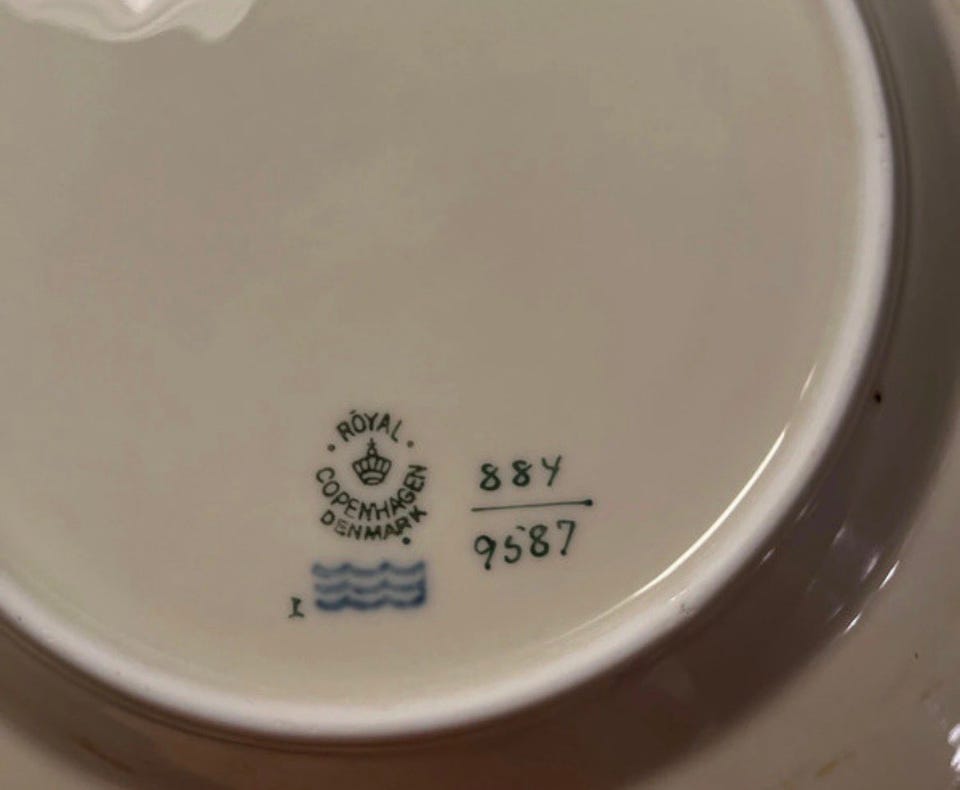 ROYAL
COPENHAGEN
DENMARK
884
9587
I